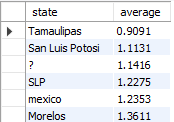 state average
Tamaulipas 0.9091
San Luis Potosi 1.1131
? 1.1416
SLP 1.2275
mexico 1.2353
Morelos 1.3611